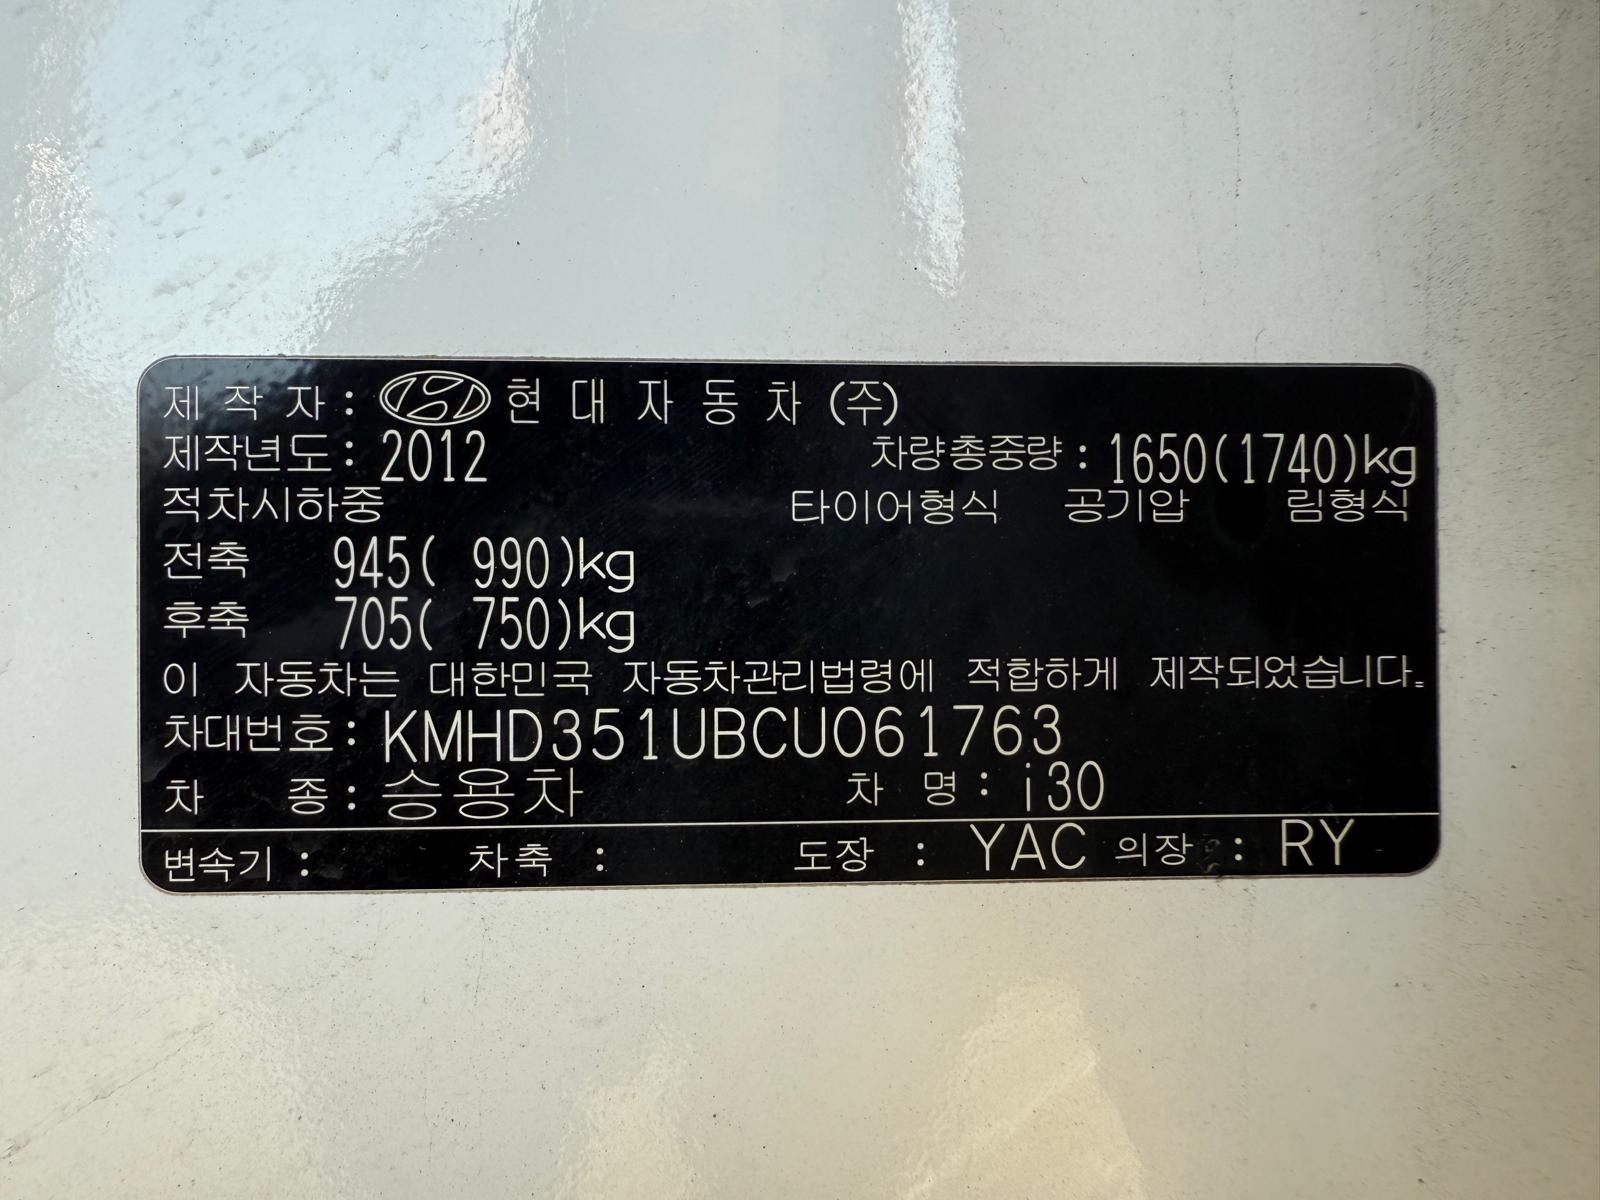 제 작 자 : 현 대 자 동 차 (주)
제작년도 : 2012 차량총중량 : 1650(1740)kg
적차시하중 타이어형식 공기압 림형식
전축 945( 990)kg
후축 705( 750)kg
이 자동차는 대한민국 자동차관리법령에 적합하게 제작되었습니다.
차대번호 : KMHD351UBCU061763
차 종 : 승용차 차 명 : i30
변속기 : 차축 : 도장 : YAC 의장 : RY